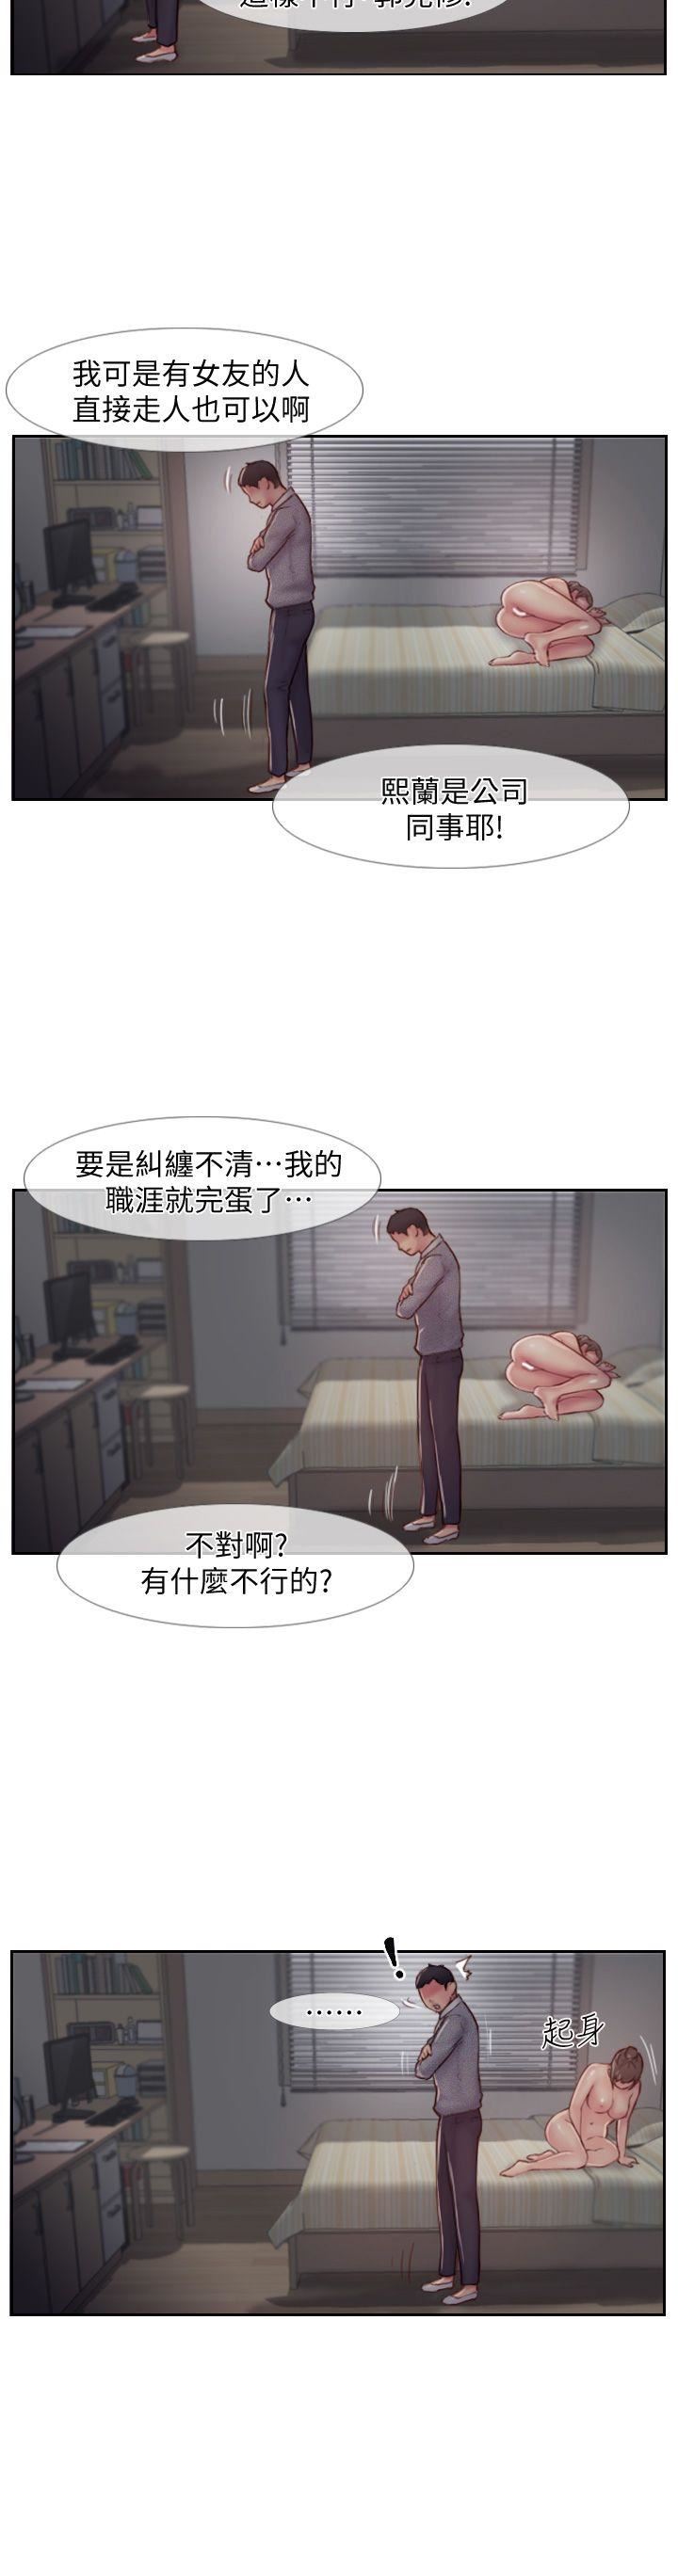 我可是有女友的人
直接走人也可以啊
熙蘭是公司
同事耶!
要是糾纏不清…我的
職涯就完蛋了…
不對啊?
有什麼不行的?
!
……
起身